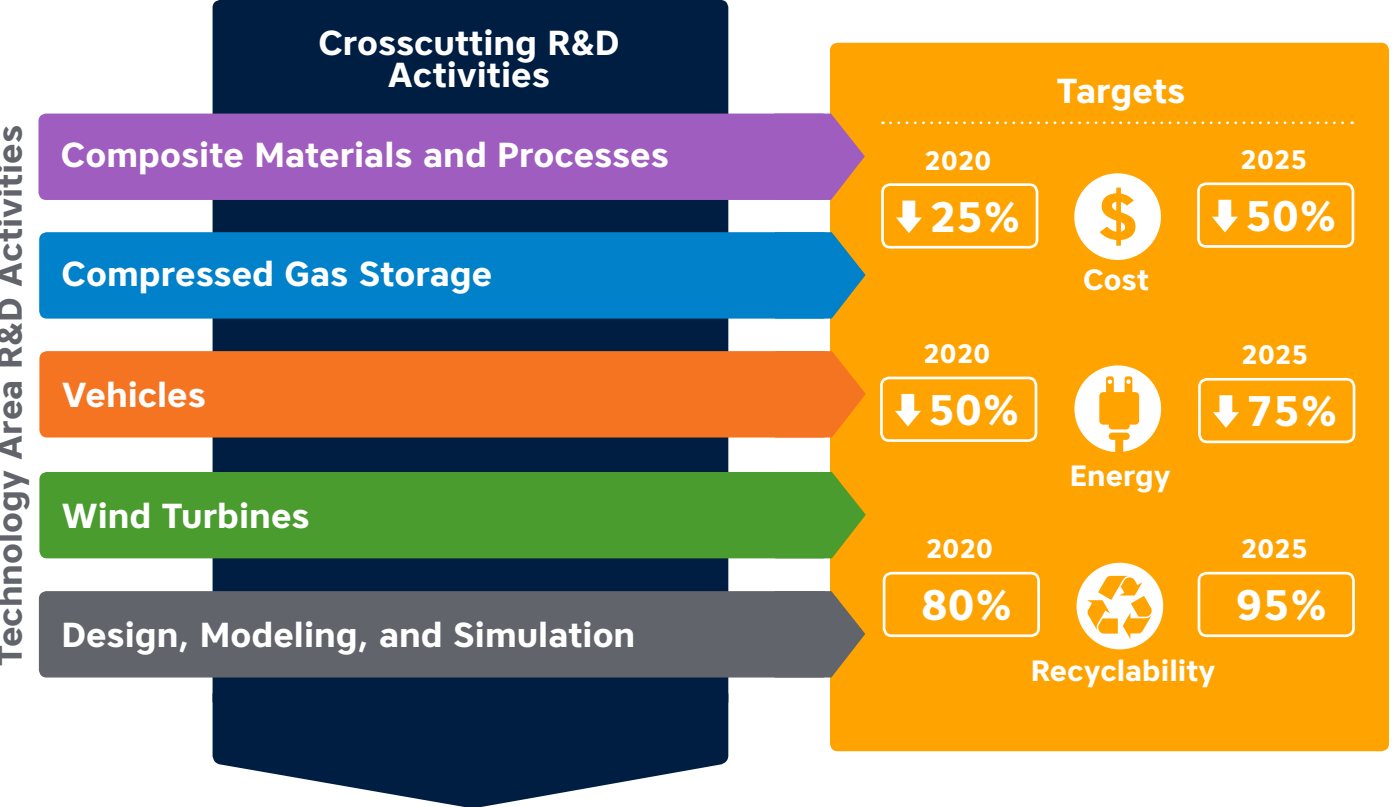 Technology Area R&D Activities
Crosscutting R&D
Activities
Composite Materials and Processes
Compressed Gas Storage
Vehicles
Wind Turbines
Design, Modeling, and Simulation
Targets
2020
25%
$
Cost
2025
50%
2020
50%
Energy
2025
75%
2020
80%
Recyclability
2025
95%